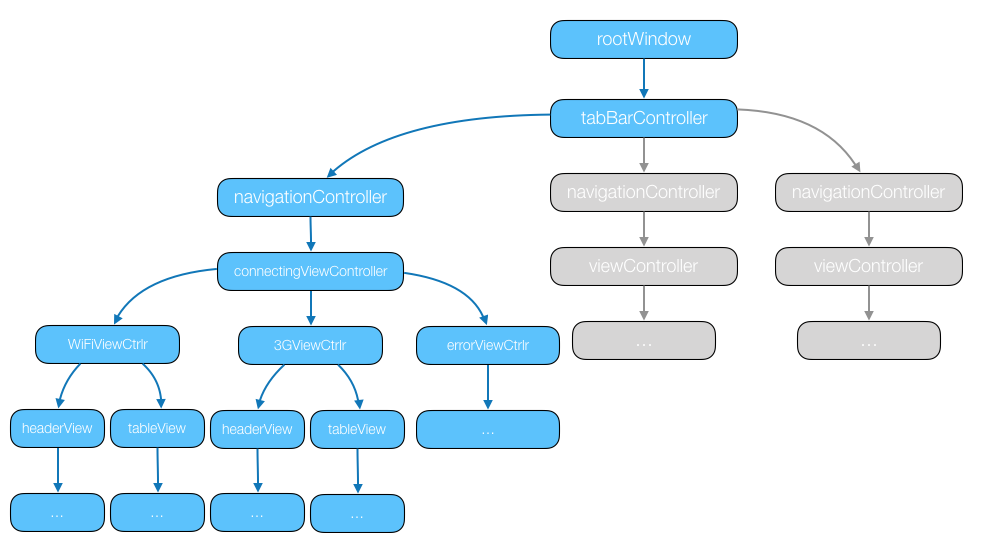 rootWindow
tabBarController
navigationController
navigationController
navigationController
connectingViewController
viewController
viewController
WiFiViewCtrlr
3GViewCtrlr
errorViewCtrlr
...
...
headerView
tableView
headerView
tableView
...
...
...
...
...